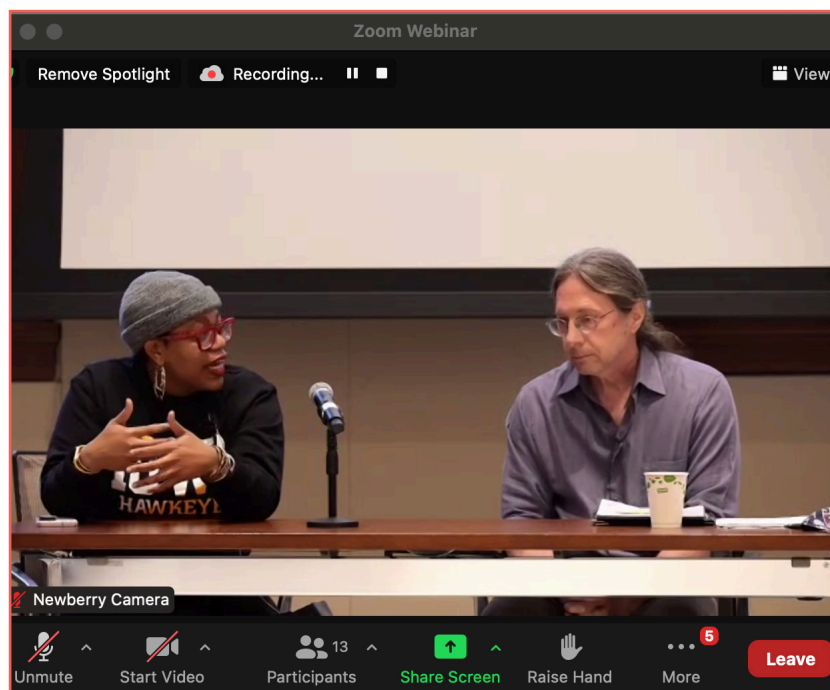 Zoom Webinar
Remove Spotlight
Recording...
View
HAWKEYE
Newberry Camera
13
5
Unmute
Start Video
Participants
Share Screen
Raise Hand
More
Leave